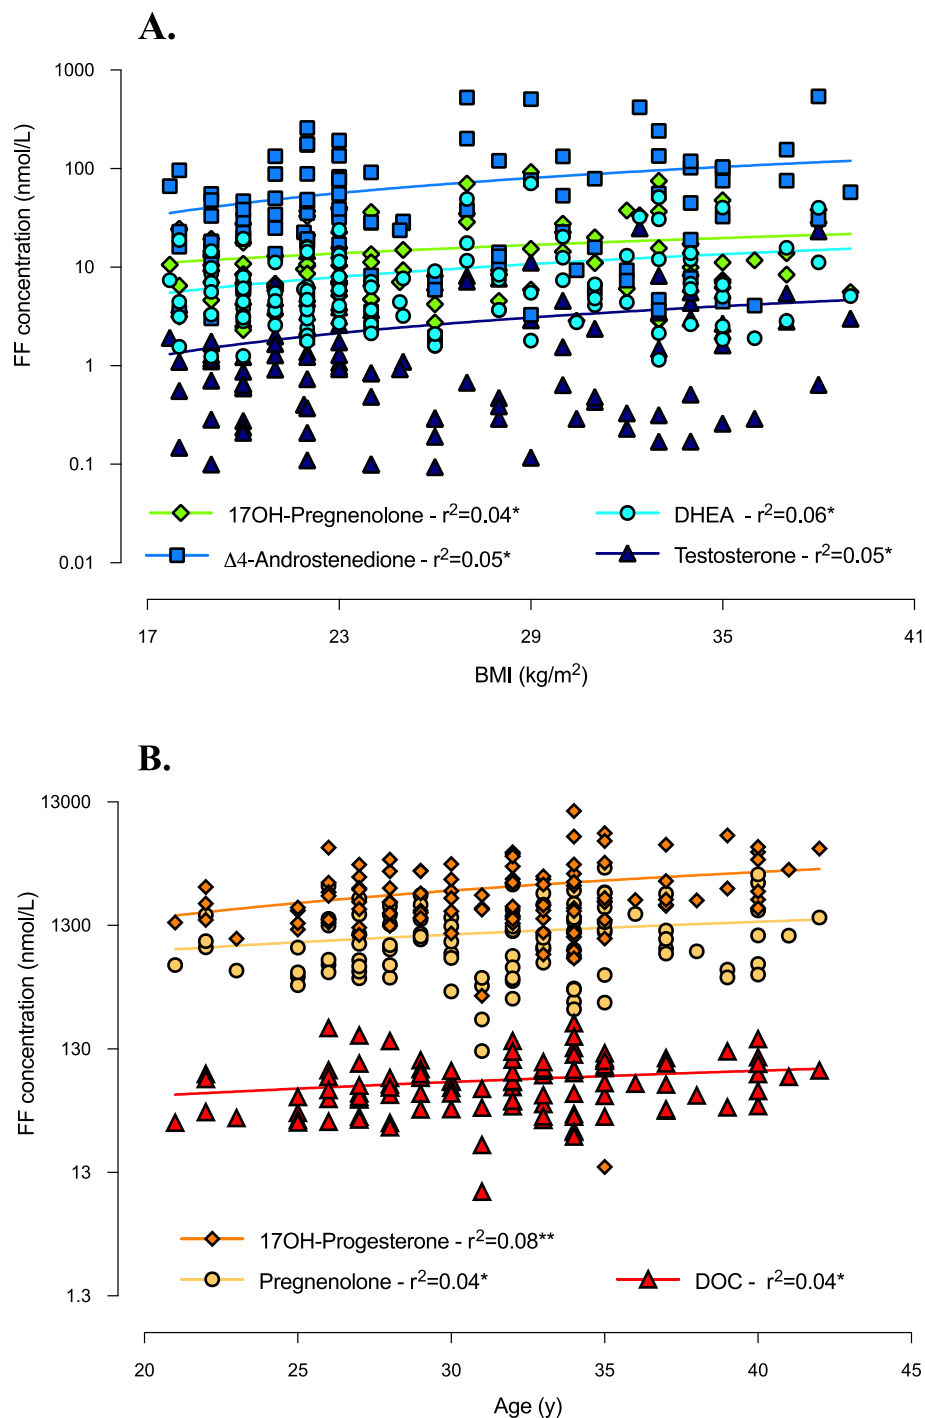 A.
1000
100
10
1
0.1
0.01
FF concentration (nmol/L)
17OH-Pregnenolone - r²=0.04*
DHEA - r²=0.06*
Δ4-Androstenedione - r²=0.05*
Testosterone - r²=0.05*
17 23 29 35 41
BMI (kg/m²)
B.
13000
1300
130
13
1.3
FF concentration (nmol/L)
17OH-Progesterone - r²=0.08**
Pregnenolone - r²=0.04*
DOC - r²=0.04*
20 25 30 35 40 45
Age (y)